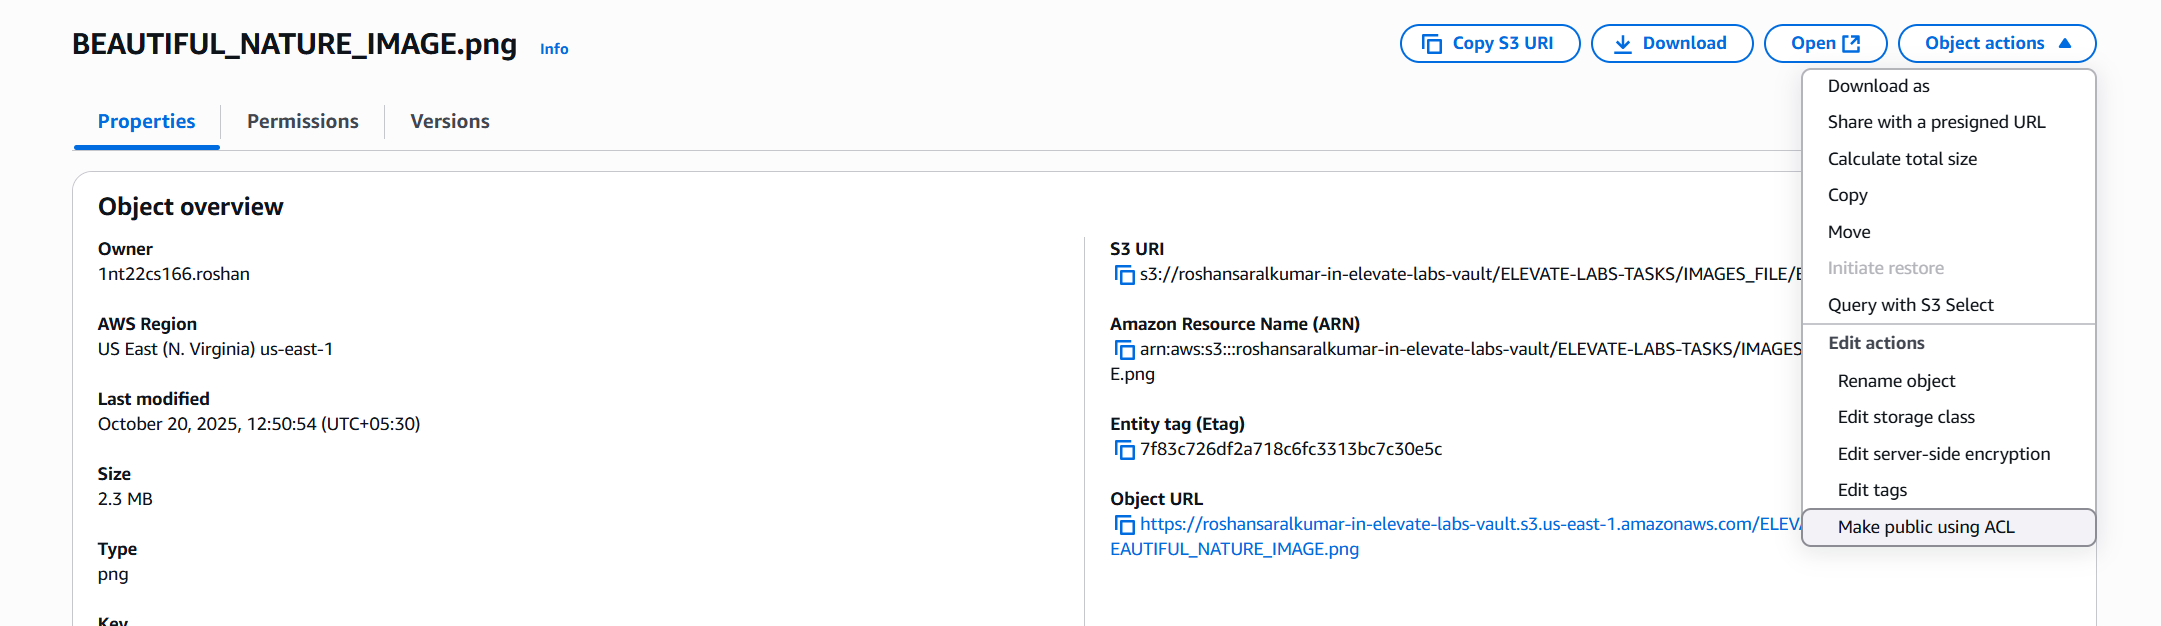 BEAUTIFUL_NATURE_IMAGE.png Info
Copy S3 URI
Download
Open
Object actions
Properties
Permissions
Versions
Download as
Share with a presigned URL
Calculate total size
Copy
Move
Initiate restore
Query with S3 Select
Edit actions
Rename object
Edit storage class
Edit server-side encryption
Edit tags
Make public using ACL
Object overview
Owner
1nt22cs166.roshan
AWS Region
US East (N. Virginia) us-east-1
Last modified
October 20, 2025, 12:50:54 (UTC+05:30)
Size
2.3 MB
Type
png
Key
S3 URI
s3://roshansaralkumar-in-elevate-labs-vault/ELEVATE-LABS-TASKS/IMAGES_FILE/
Amazon Resource Name (ARN)
arn:aws:s3:::roshansaralkumar-in-elevate-labs-vault/ELEVATE-LABS-TASKS/IMAGES
E.png
Entity tag (Etag)
7f83c726df2a718c6fc3313bc7c30e5c
Object URL
https://roshansaralkumar-in-elevate-labs-vault.s3.us-east-1.amazonaws.com/ELEV
EAUTIFUL_NATURE_IMAGE.png